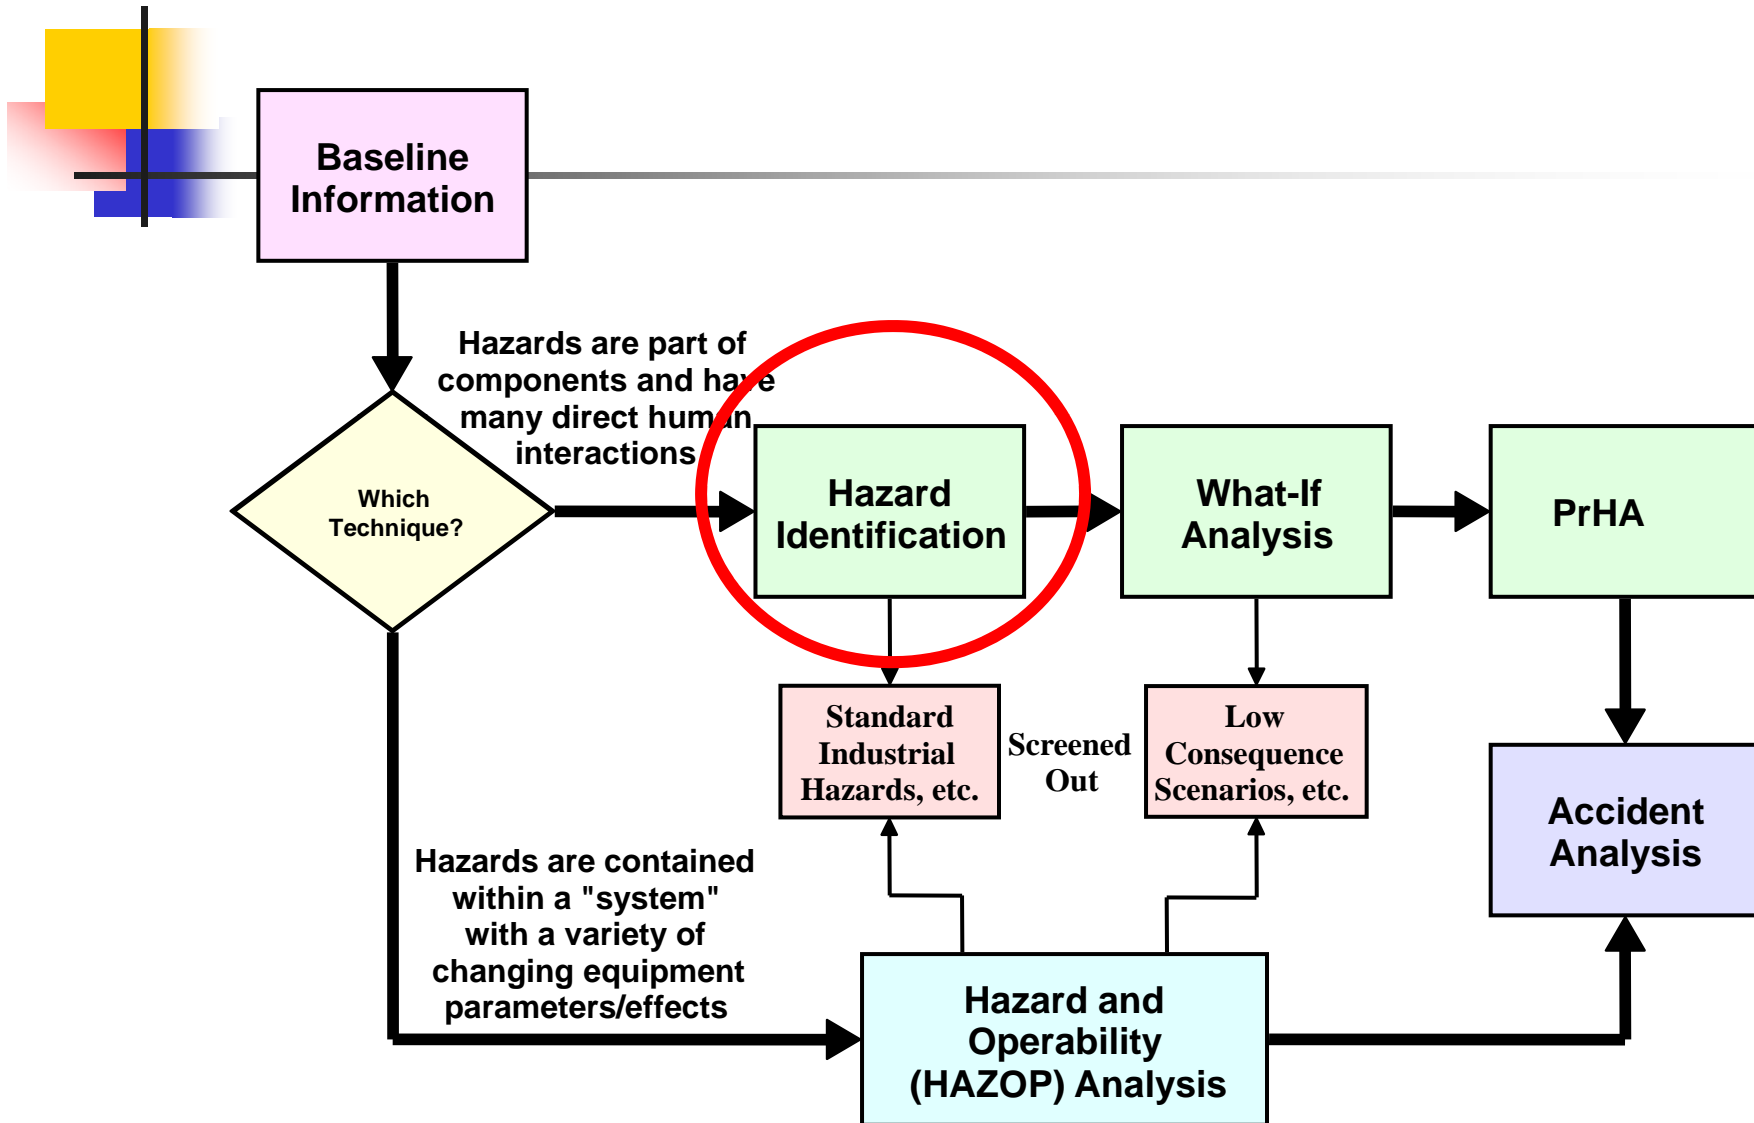 Baseline
Information
Hazards are part of
components and have
many direct human
interactions
Which
Technique?
Hazard
Identification
What-If
Analysis
PrHA
Standard
Industrial
Hazards, etc.
Screened
Out
Low
Consequence
Scenarios, etc.
Accident
Analysis
Hazards are contained
within a "system"
with a variety of
changing equipment
parameters/effects
Hazard and
Operability
(HAZOP) Analysis